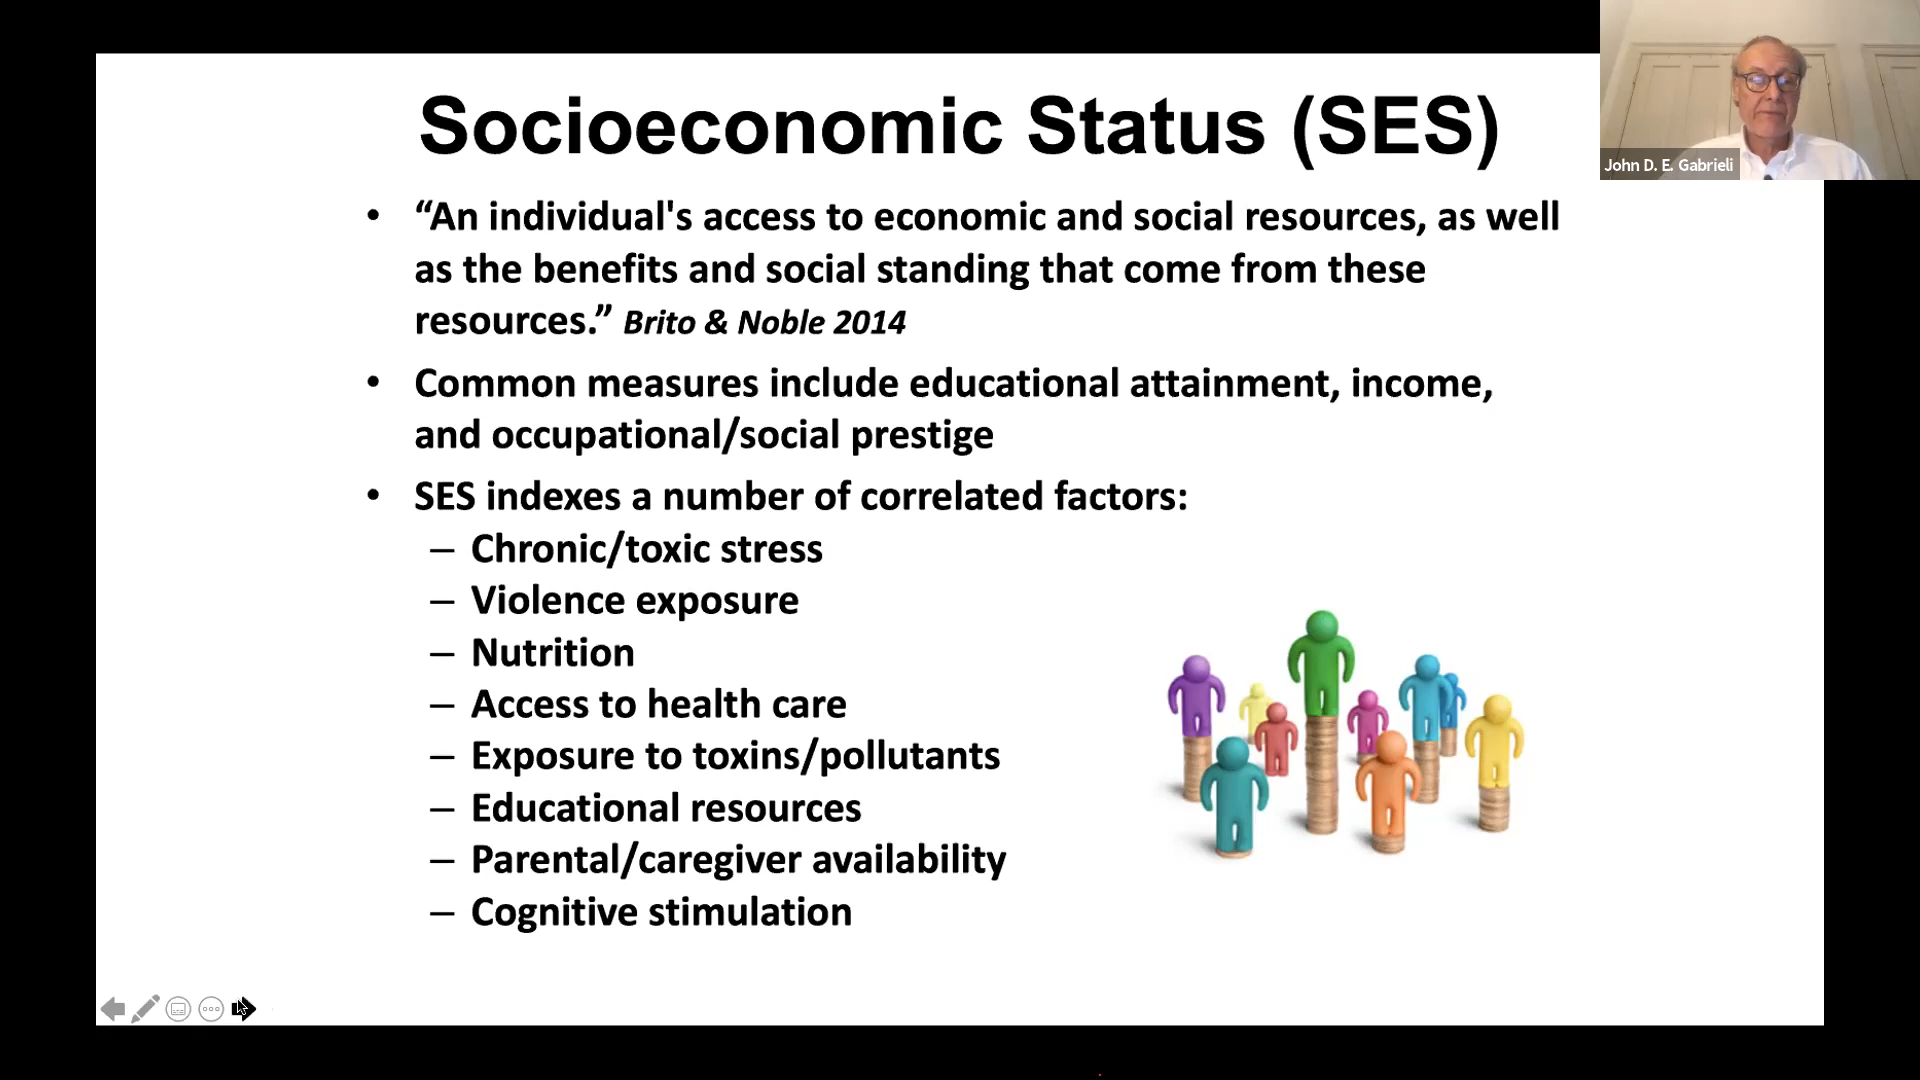 Socioeconomic Status (SES)
• “An individual's access to economic and social resources, as well
as the benefits and social standing that come from these
resources.” Brito & Noble 2014
• Common measures include educational attainment, income,
and occupational/social prestige
• SES indexes a number of correlated factors:
– Chronic/toxic stress
– Violence exposure
– Nutrition
– Access to health care
– Exposure to toxins/pollutants
– Educational resources
– Parental/caregiver availability
– Cognitive stimulation
John D. E. Gabrieli